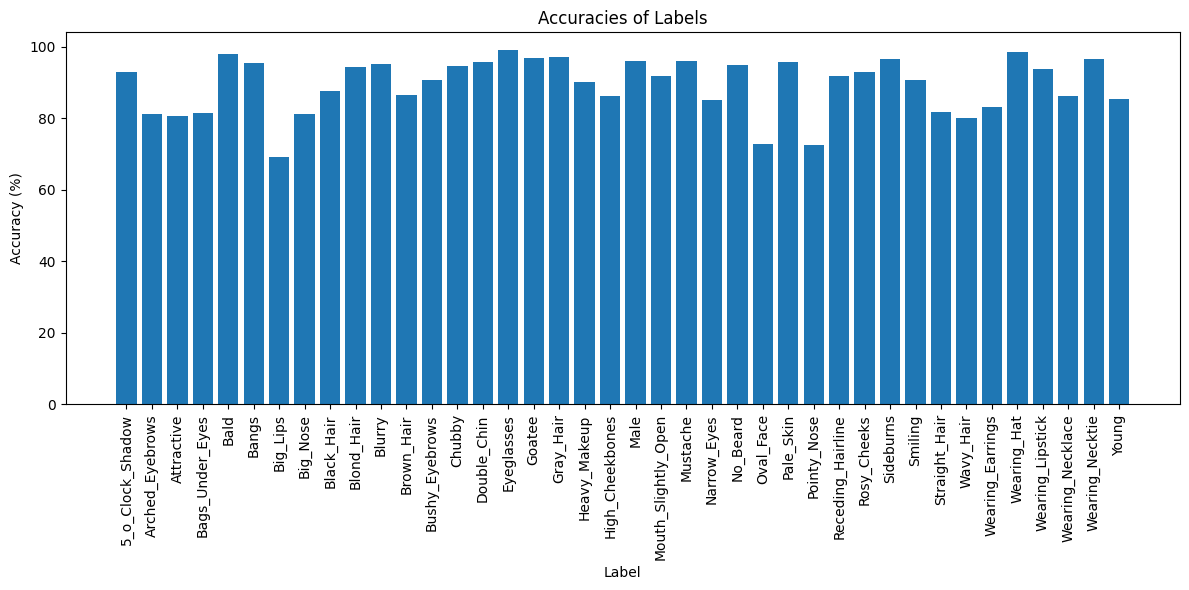 Accuracies of Labels
Accuracy (%)
100
80
60
40
20
0
5_o_Clock_Shadow
Arched_Eyebrows
Attractive
Bags_Under_Eyes
Bald
Bangs
Big_Lips
Big_Nose
Black_Hair
Blond_Hair
Blurry
Brown_Hair
Bushy_Eyebrows
Chubby
Double_Chin
Eyeglasses
Goatee
Gray_Hair
Heavy_Makeup
High_Cheekbones
Male
Mouth_Slightly_Open
Mustache
Narrow_Eyes
No_Beard
Oval_Face
Pale_Skin
Pointy_Nose
Receding_Hairline
Rosy_Cheeks
Sideburns
Smiling
Straight_Hair
Wavy_Hair
Wearing_Earrings
Wearing_Hat
Wearing_Lipstick
Wearing_Necklace
Wearing_Necktie
Young
Label